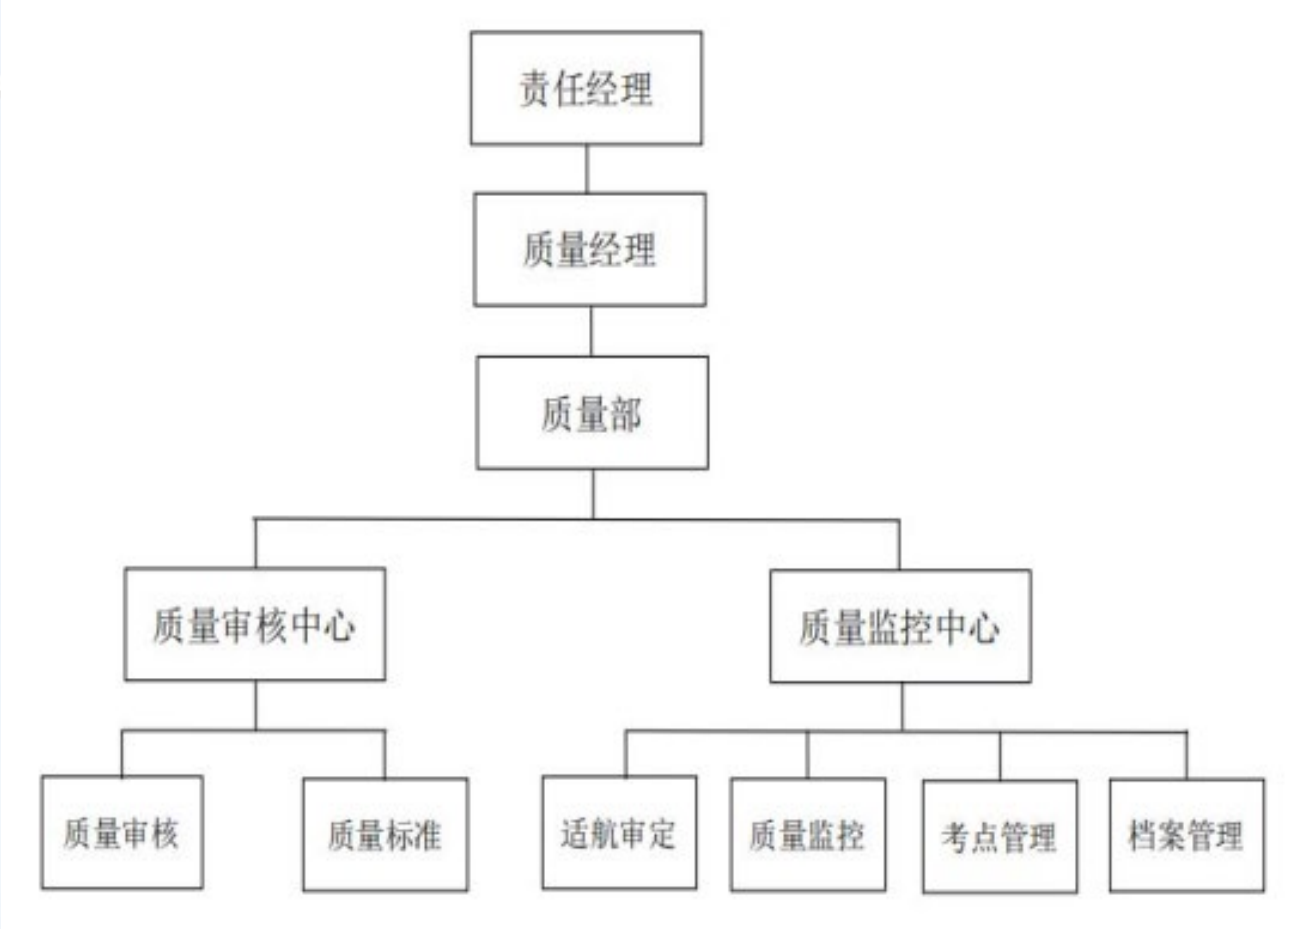 责任经理
质量经理
质量部
质量审核中心
质量监控中心
质量审核
质量标准
适航审定
质量监控
考点管理
档案管理